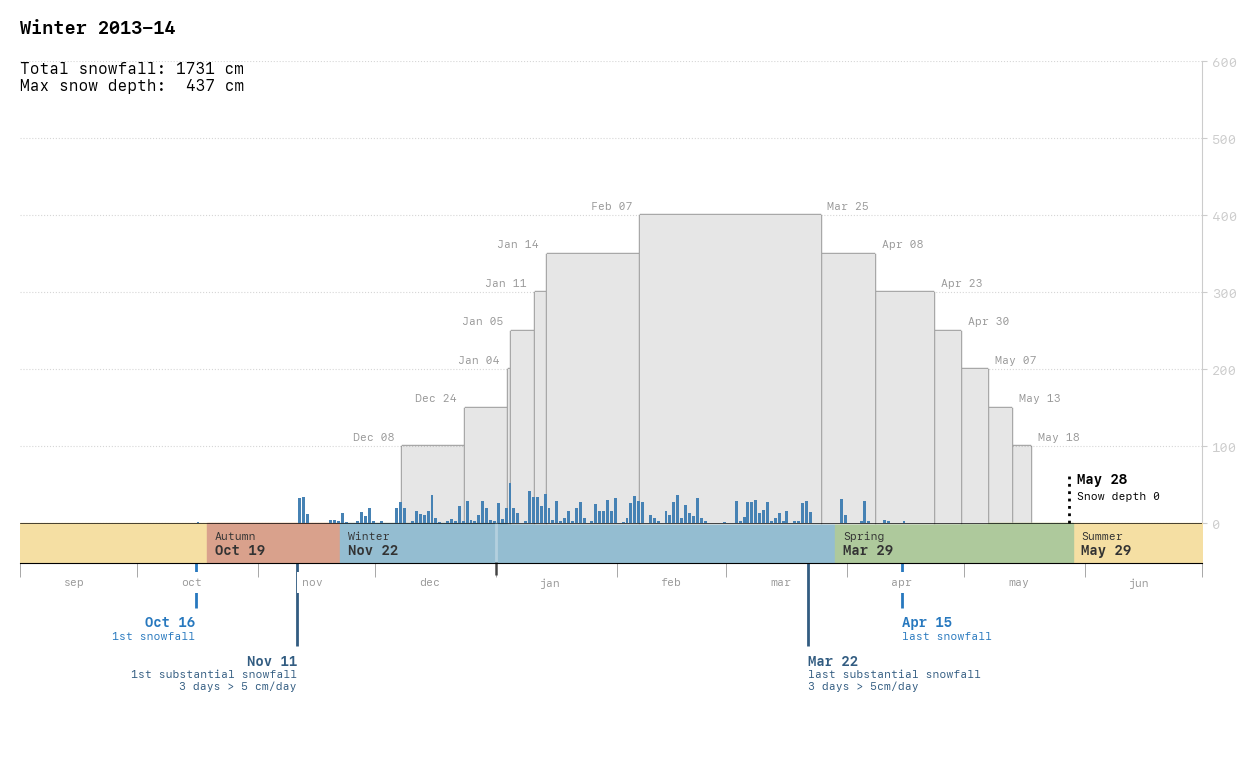 Winter 2013–14
Total snowfall: 1731 cm
Max snow depth:  437 cm
600
500
400
300
200
100
0
Feb 07
Mar 25
Jan 14
Apr 08
Jan 11
Apr 23
Jan 05
Apr 30
Jan 04
May 07
Dec 24
May 13
Dec 08
May 18
May 28
Snow depth 0
Autumn
Oct 19
Winter
Nov 22
Spring
Mar 29
Summer
May 29
sep
oct
nov
dec
jan
feb
mar
apr
may
jun
Oct 16
1st snowfall
Apr 15
last snowfall
Nov 11
1st substantial snowfall
3 days > 5 cm/day
Mar 22
last substantial snowfall
3 days > 5cm/day